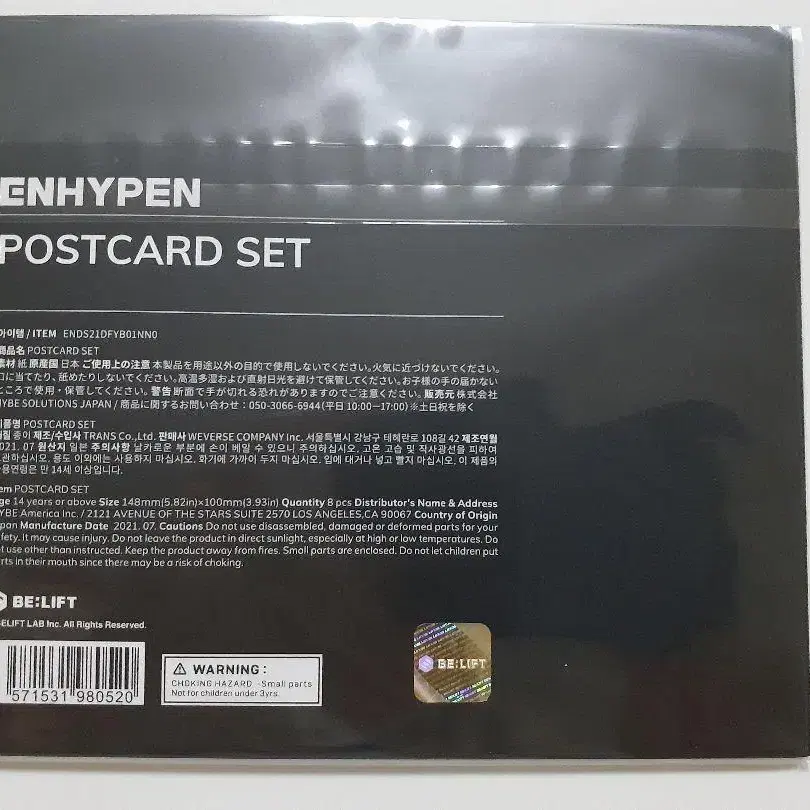 ENHYPEN
POSTCARD SET
아이템 / ITEM ENDS21DFYB01NN0
商品名 POSTCARD SET
素材 紙 原産国 日本 ご使用上の注意 本製品を用途以外の目的で使用しないでください。火気に近づけないでください。
口に当てたり、舐めたりしないでください。高温多湿および直射日光を避けて保管してください。お子様の手の届かない
ところで使用・保管してください。警告 断面で手が切れる恐れがありますのでご注意ください。販売元 株式会社
HYBE SOLUTIONS JAPAN / 商品に関するお問い合わせ：050-3066-6944(平日 10:00−17:00)※土日祝を除く
제품명 POSTCARD SET
재질 종이 제조/수입사 TRANS Co.,Ltd. 판매사 WEVERSE COMPANY Inc. 서울특별시 강남구 테헤란로 108길 42 제조연월
2021. 07 원산지 일본 주의사항 날카로운 부분에 손이 베일 수 있으니 주의하십시오. 고온 고습 및 직사광선을 피하여
보관하십시오. 용도 이외에는 사용하지 마십시오. 화기에 가까이 두지 마십시오. 입에 대거나 넣고 빨지 마십시오. 이 제품의
사용연령은 만 14세 이상입니다.
Item POSTCARD SET
Age 14 years or above Size 148mm(5.82in)×100mm(3.93in) Quantity 8 pcs Distributor's Name & Address
HYBE America Inc. / 2121 AVENUE OF THE STARS SUITE 2570 LOS ANGELES,CA 90067 Country of Origin
Japan Manufacture Date 2021. 07. Cautions Do not use disassembled, damaged or deformed parts for your
safety. It may cause injury. Do not leave the product in direct sunlight, especially at high or low temperatures. Do
not use other than instructed. Keep the product away from fires. Small parts are enclosed. Do not let children put
parts in their mouth since there may be a risk of choking.
BE:LIFT
BELIFT LAB Inc. All Rights Reserved.
571531 980520
WARNING :
CHOKING HAZARD -Small parts
Not for children under 3yrs.
BE:LIFT